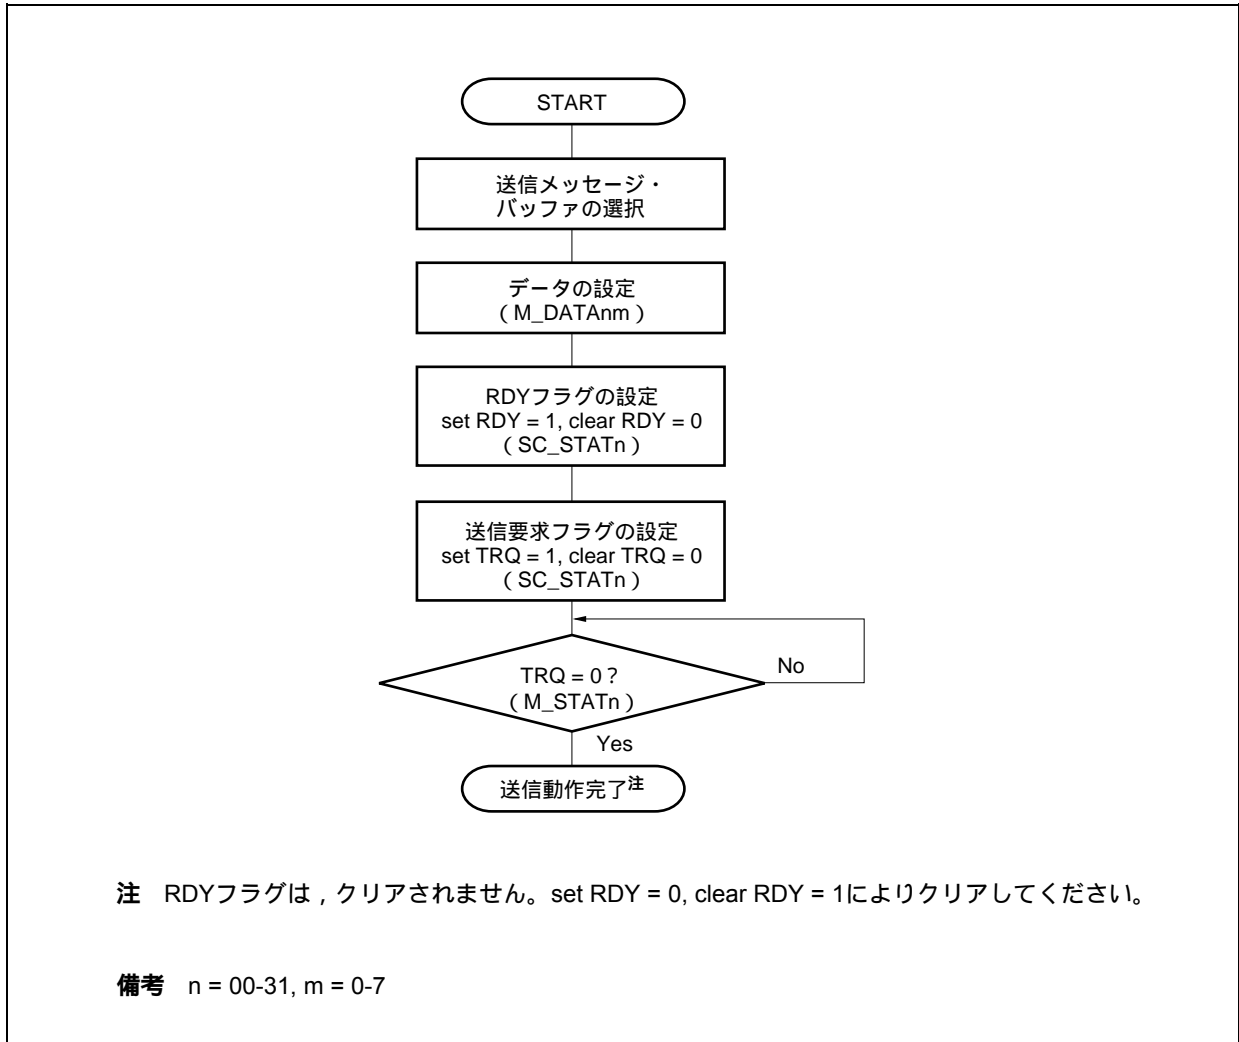 START
送信メッセージ・
バッファの選択
データの設定
（M_DATAnm）
RDYフラグの設定
set RDY = 1, clear RDY = 0
（SC_STATn）
送信要求フラグの設定
set TRQ = 1, clear TRQ = 0
（SC_STATn）
TRQ = 0？
（M_STATn）
No
Yes
送信動作完了注
注　RDYフラグは，クリアされません。set RDY = 0, clear RDY = 1によりクリアしてください。
備考　n = 00-31, m = 0-7